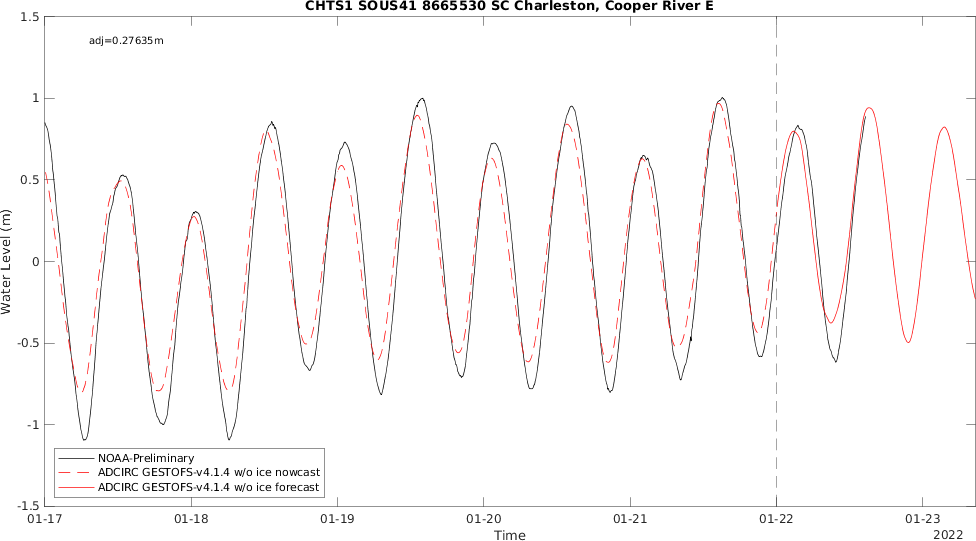 CHTS1 SOUS41 8665530 SC Charleston, Cooper River E
adj=0.27635m
1.5
1
0.5
0
-0.5
-1
-1.5
Water Level (m)
NOAA-Preliminary
ADCIRC GESTOFS-v4.1.4 w/o ice nowcast
ADCIRC GESTOFS-v4.1.4 w/o ice forecast
01-17 01-18 01-19 01-20 01-21 01-22 01-23
Time
2022